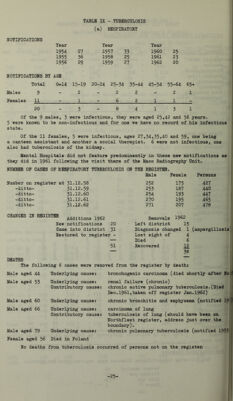 TABLE IX - TUBERCULOSIS
(a) RESPIRATORY
NOTIFICATIONS
Year Year Year
1954 27 1957 33 1960 25
1955 36 1958 25 1961 23
1956 29 1959 27 1962 20
NOTIFICATIONS BY AGE
Total 0-14 15-19 20-24 25-34 35-44 45-54 55-64 65+
Males 9 - 2 - 2 2 - 2 1
Females 11 - 1 - 6 2 1 1 -
20 - 3 - 8 4 1 3 1
Of the 9 males, 3 were infectious, they were aged 25,42 and 56 years.
5 were known to be non-infectious and for one we have no record of his infectious
state.
Of the 11 females, 5 were infectious, ages 27,34,35,40 and 59, one being
a canteen assistant and another a social therapist. 6 were not infectious, one
also had tuberculosis of the kidney.
Mental Hospitals did not feature predominently in these new notifications as
they did in 1961 following the visit there of the Mass Radiography Unit.
NUMBER OF CASES OF RESPIRATORY TUBERCULOSIS ON THE REGISTER.
Male Female Persons
Number on register at 31.12.58 252 175 427
-ditto- 31.12.59 253 187 440
-ditto- 31.12.60 254 193 447
-ditto- 31.12.61 270 195 465
-ditto- 31.12.62 271 207 478
CHANGES IN REGISTER
Additions 1962 Removals 1962
New notifications 20 Left district 15
Came into district 31 Diagnosis changed 1 (aspergillosis
Restored to register - Lost sight of 4
Died 6
51 Recovered
38
DEATHS
The following 6 cases were removed from the register by death:
Male aged 44 Underlying cause: bronchogenic carcinoma (died shortly after
Male aged 53 Underlying cause: renal failure (chronic)
Contributory cause: chronic active pulmonary tuberculosis.(Died
Dec.1961,taken off register Jan.1962)
Male aged 60 Underlying cause: chronic bronchitis and emphysema (notified
Male aged 66 Underlying cause: carcinoma of lung
Contributory cause: tuberculosis of lung (should have been on
Northfleet register, address just over the
boundary).
Male aged 79 Underlying cause: chronic pulmonary tuberculosis (notified
Female aged 56 Died in Poland
No deaths from tuberculosis occurred of persons not on the register
-25-